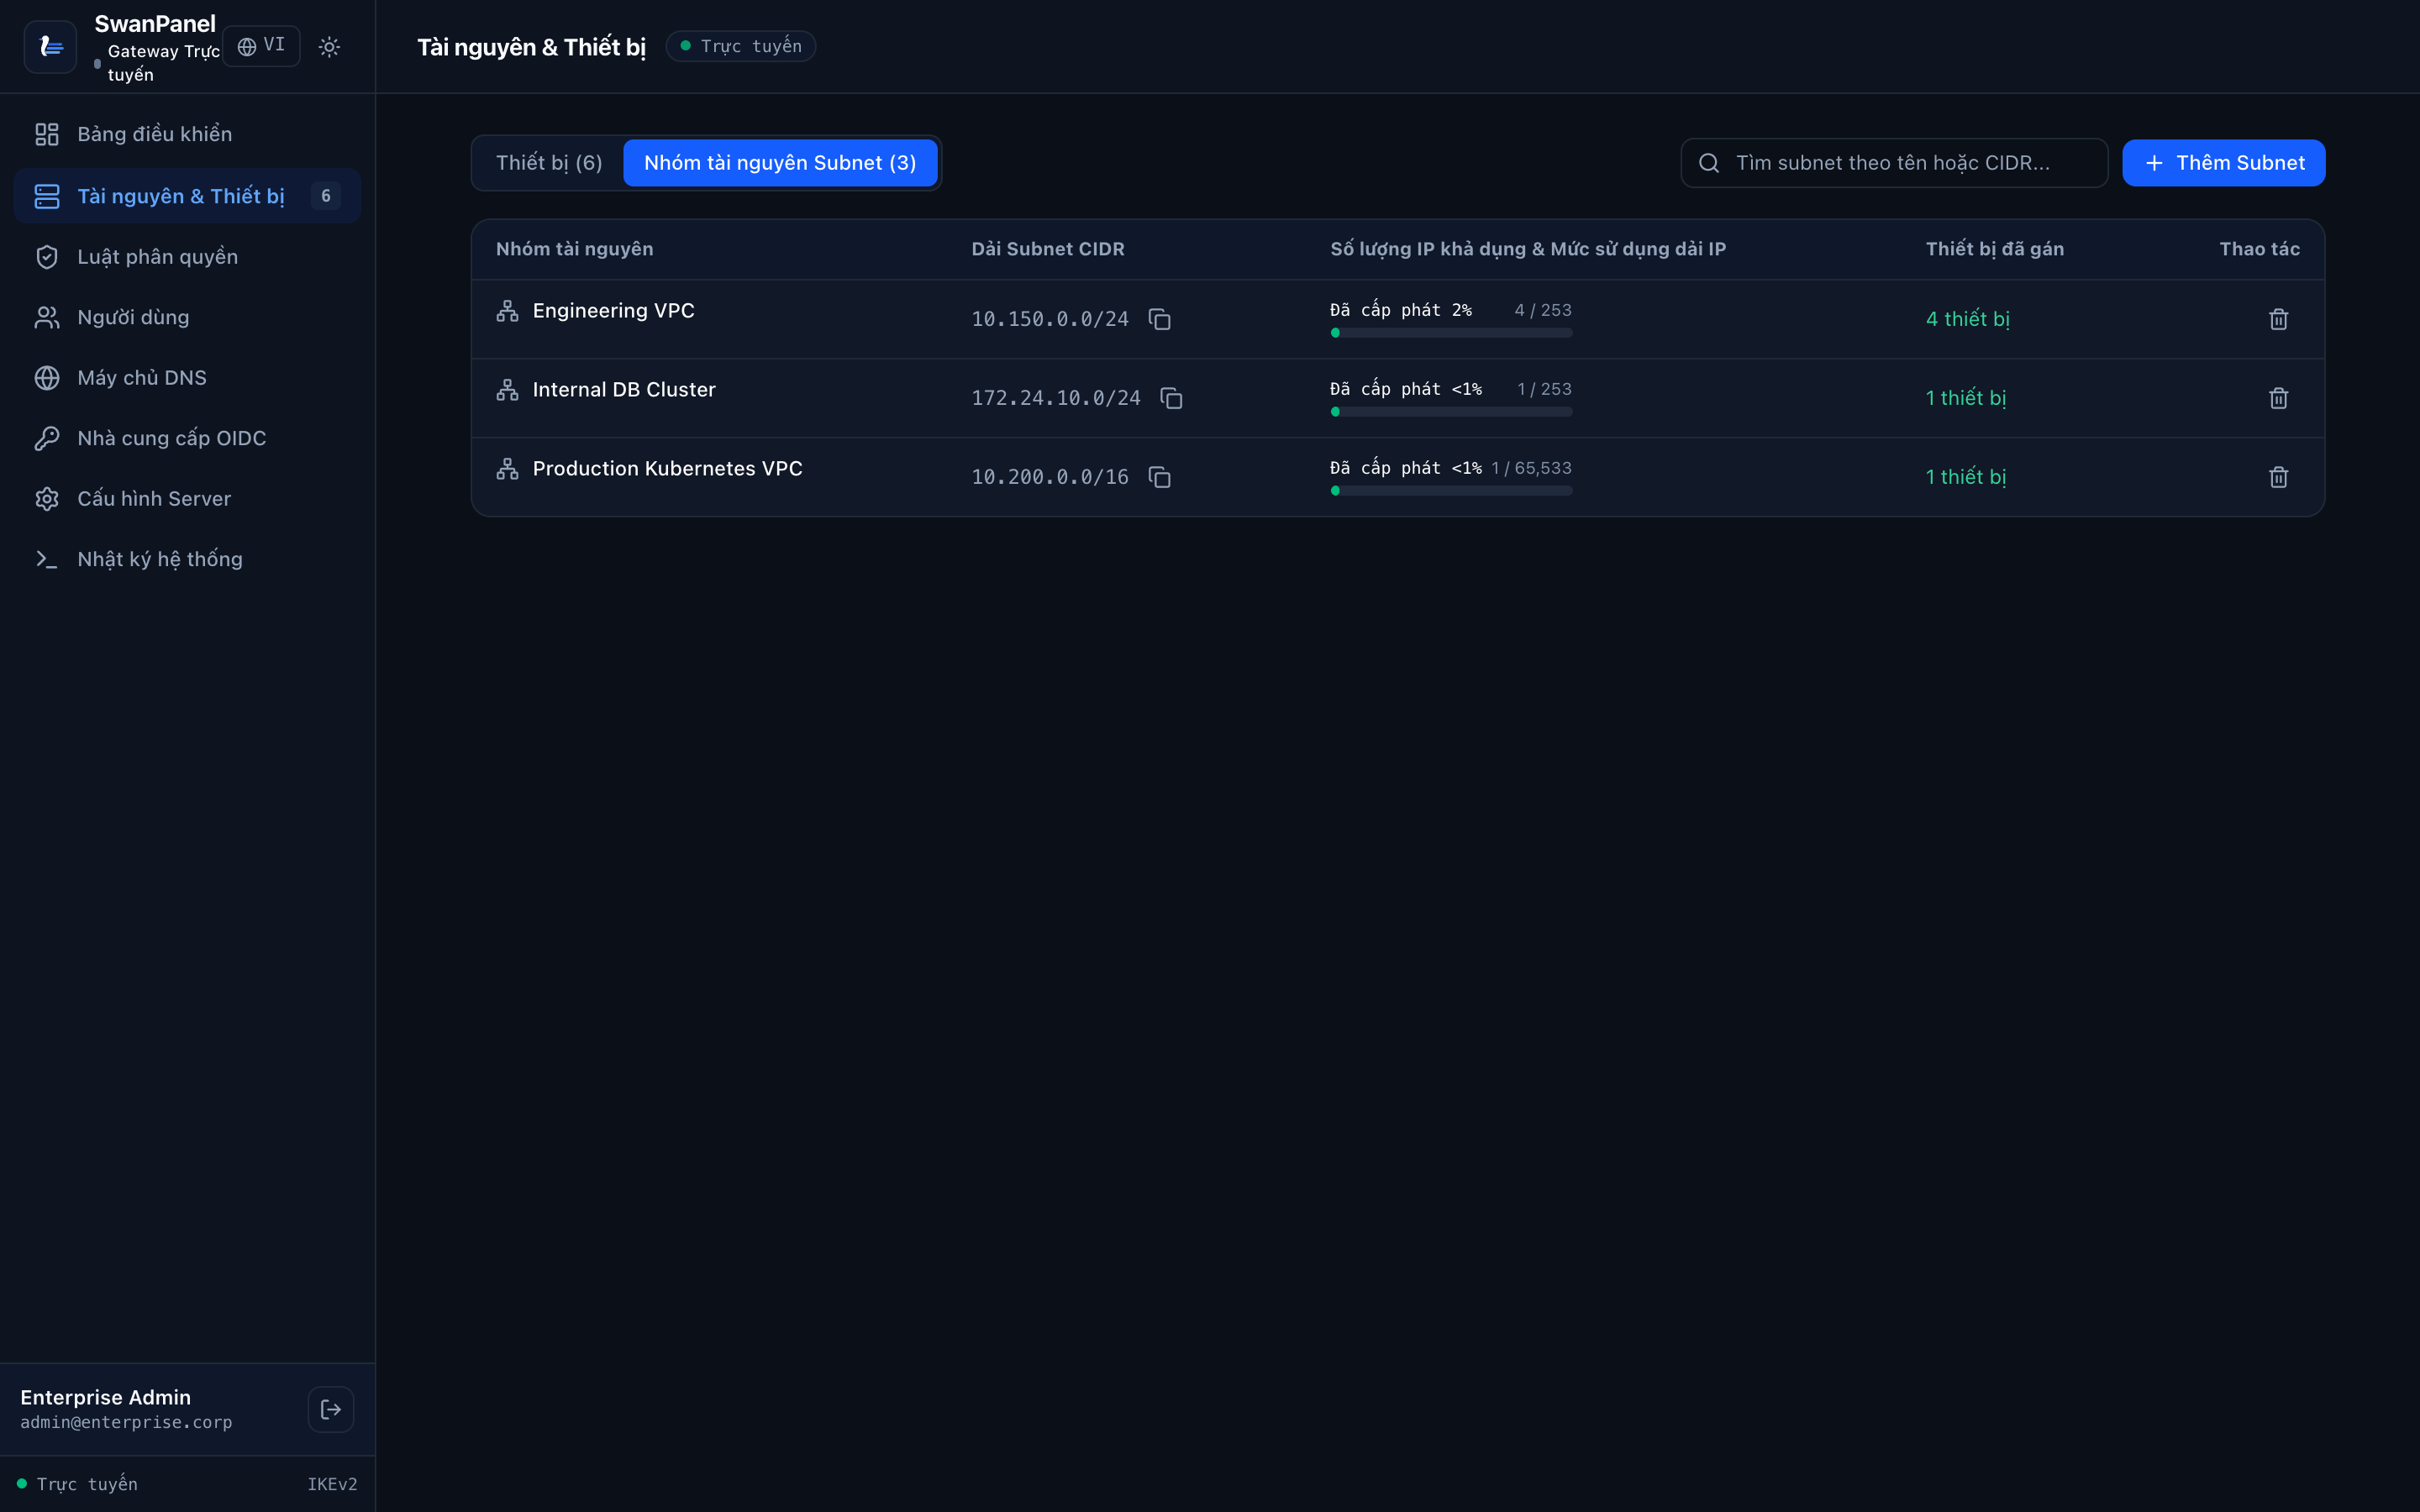 SwanPanel
Gateway Trực
tuyến
VI
Tài nguyên & Thiết bị
Trực tuyến
Bảng điều khiển
Tài nguyên & Thiết bị 6
Luật phân quyền
Người dùng
Máy chủ DNS
Nhà cung cấp OIDC
Cấu hình Server
Nhật ký hệ thống
Thiết bị (6)
Nhóm tài nguyên Subnet (3)
Tìm subnet theo tên hoặc CIDR...
Thêm Subnet
Nhóm tài nguyên Dải Subnet CIDR Số lượng IP khả dụng & Mức sử dụng dải IP Thiết bị đã gán Thao tác
Engineering VPC 10.150.0.0/24 Đã cấp phát 2% 4 / 253 4 thiết bị
Internal DB Cluster 172.24.10.0/24 Đã cấp phát <1% 1 / 253 1 thiết bị
Production Kubernetes VPC 10.200.0.0/16 Đã cấp phát <1% 1 / 65,533 1 thiết bị
Enterprise Admin
admin@enterprise.corp
Trực tuyến IKEv2